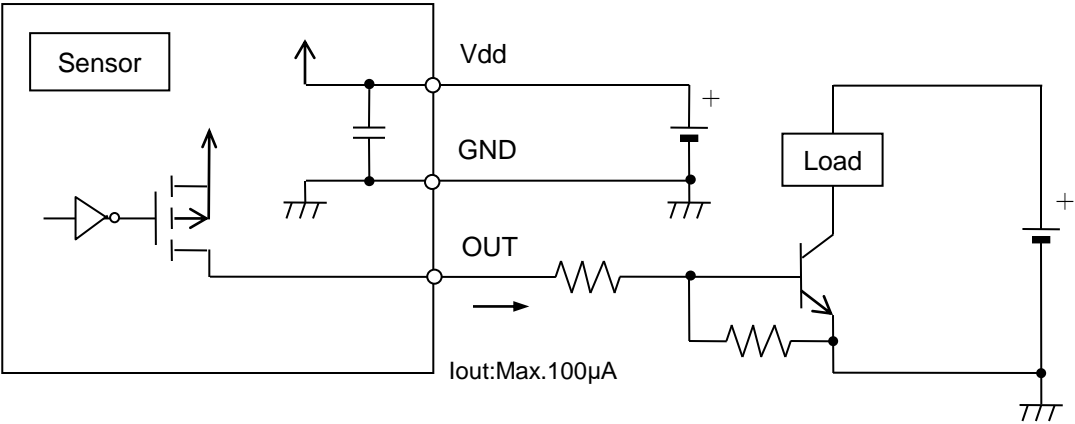 Sensor
Vdd
+
GND
Load
+
OUT
Iout:Max.100μA